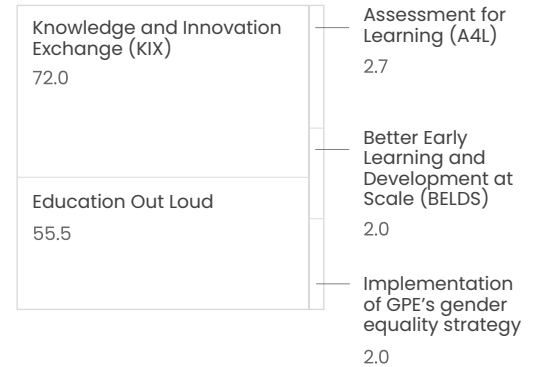 Knowledge and Innovation
Exchange (KIX)
72.0
Education Out Loud
55.5
Assessment for
Learning (A4L)
2.7
Better Early
Learning and
Development at
Scale (BELDS)
2.0
Implementation
of GPE's gender
equality strategy
2.0